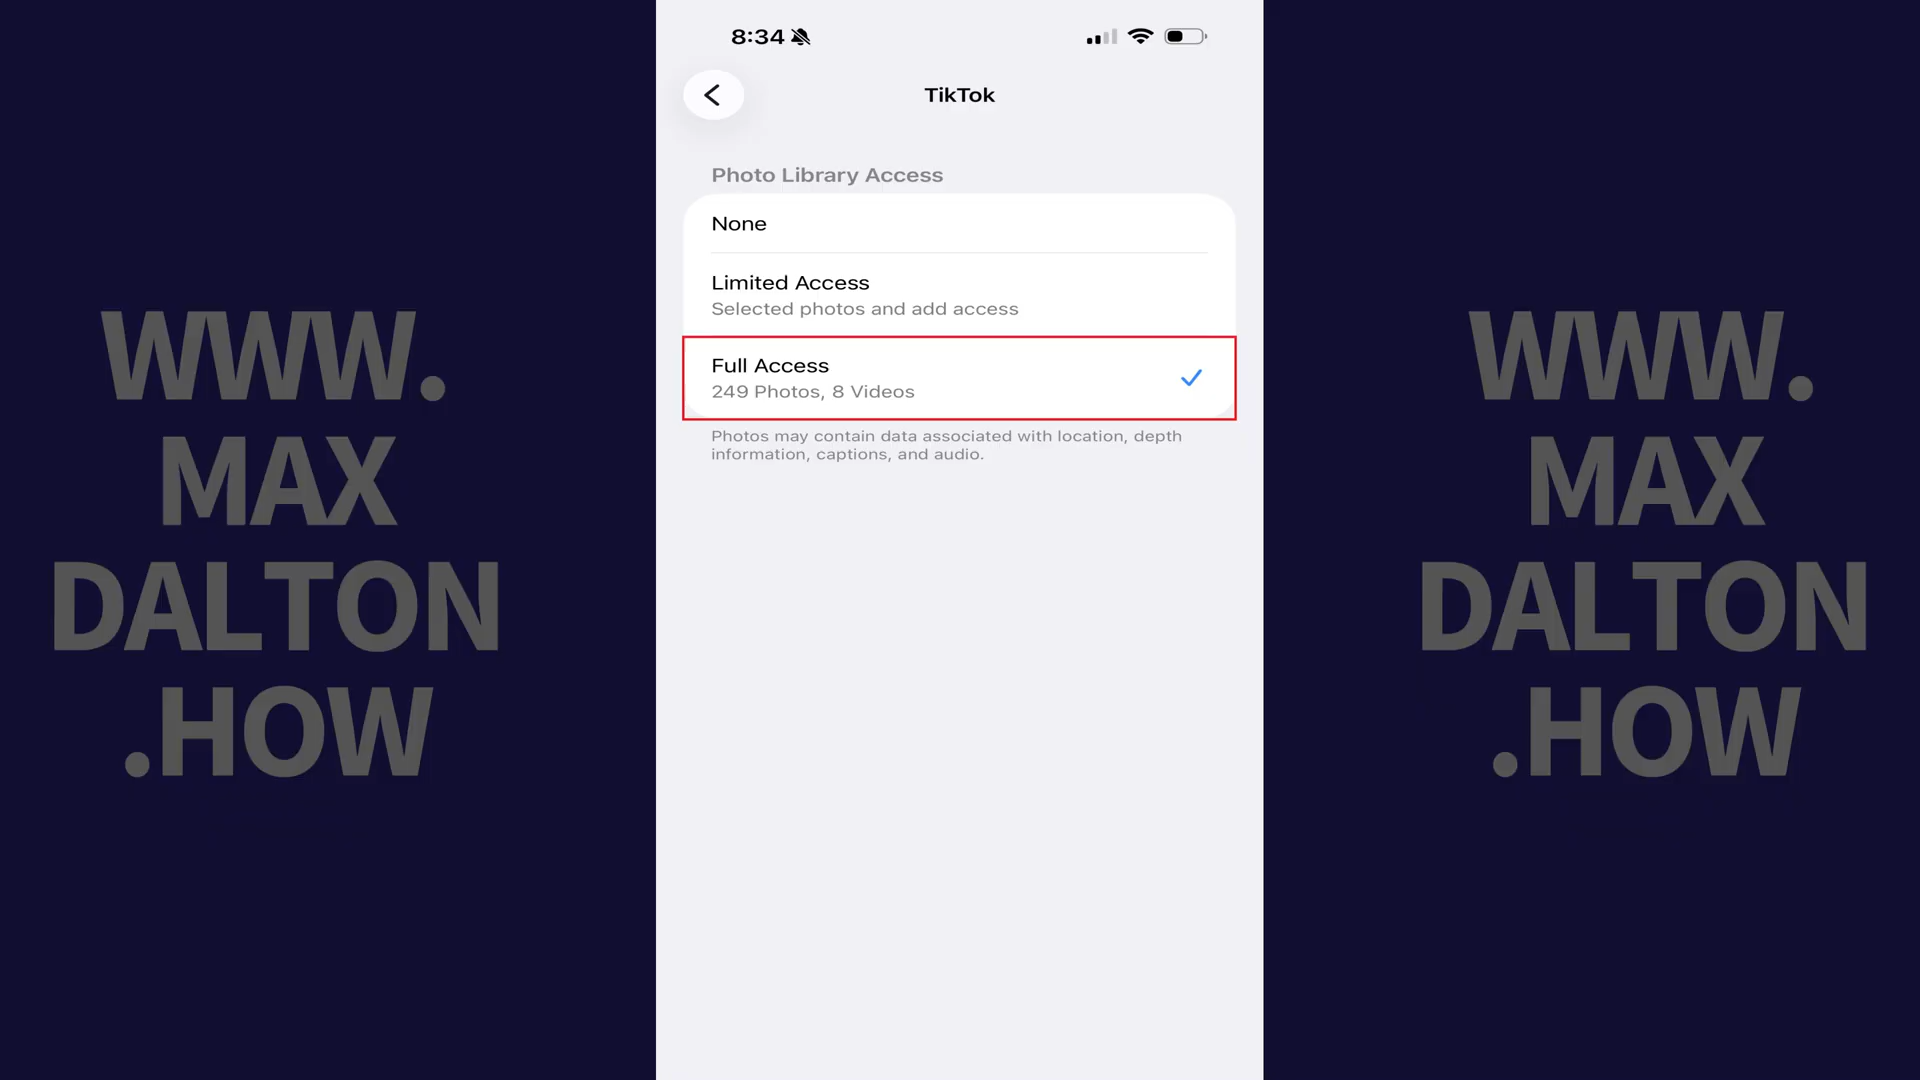 WWW.
MAX
DALTON
.HOW
8:34
TikTok
Photo Library Access
None
Limited Access
Selected photos and add access
Full Access
249 Photos, 8 Videos
Photos may contain data associated with location, depth
information, captions, and audio.
WWW.
MAX
DALTON
.HOW